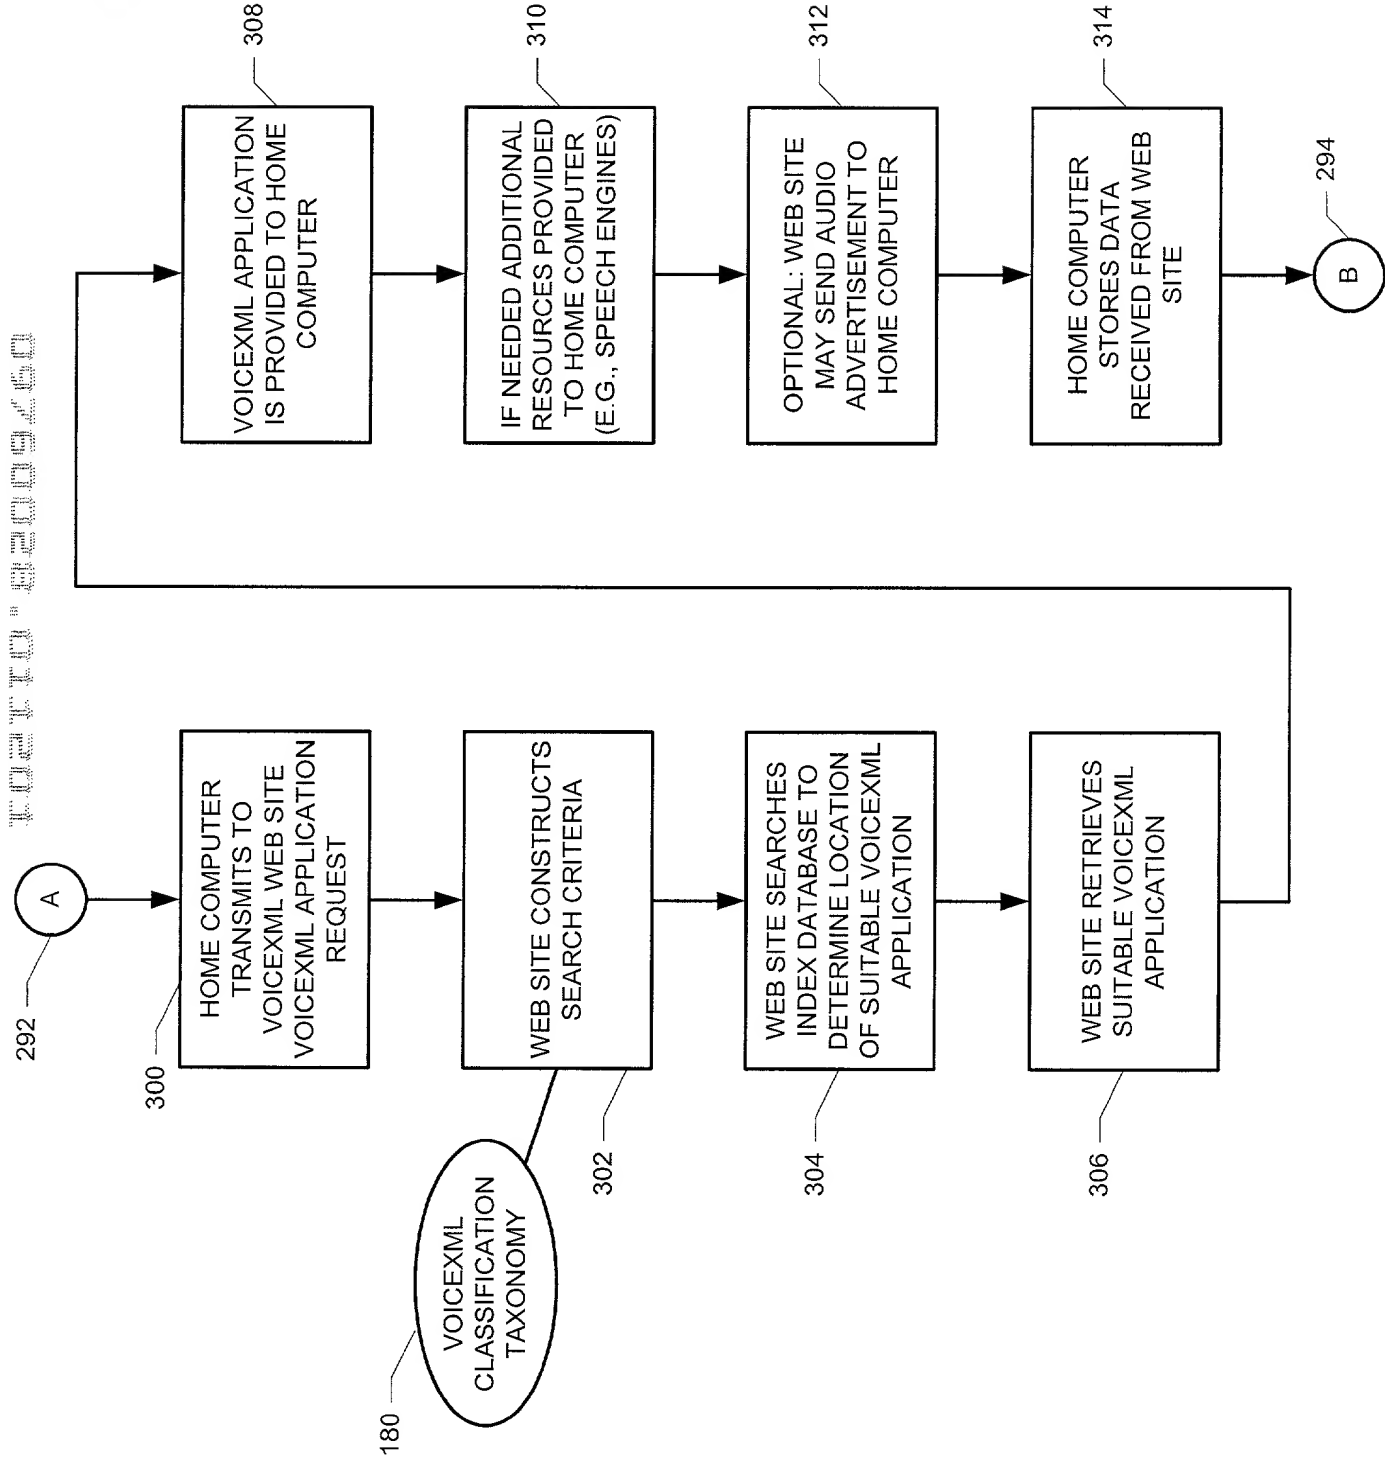 09760028.011201
A
292
HOME COMPUTER
TRANSMITS TO
VOICEXML WEB SITE
VOICEXML APPLICATION
REQUEST
300
WEB SITE CONSTRUCTS
SEARCH CRITERIA
302
VOICEXML
CLASSIFICATION
TAXONOMY
180
WEB SITE SEARCHES
INDEX DATABASE TO
DETERMINE LOCATION
OF SUITABLE VOICEXML
APPLICATION
304
WEB SITE RETRIEVES
SUITABLE VOICEXML
APPLICATION
306
VOICEXML APPLICATION
IS PROVIDED TO HOME
COMPUTER
308
IF NEEDED ADDITIONAL
RESOURCES PROVIDED
TO HOME COMPUTER
(E.G., SPEECH ENGINES)
310
OPTIONAL: WEB SITE
MAY SEND AUDIO
ADVERTISEMENT TO
HOME COMPUTER
312
HOME COMPUTER
STORES DATA
RECEIVED FROM WEB
SITE
314
B
294